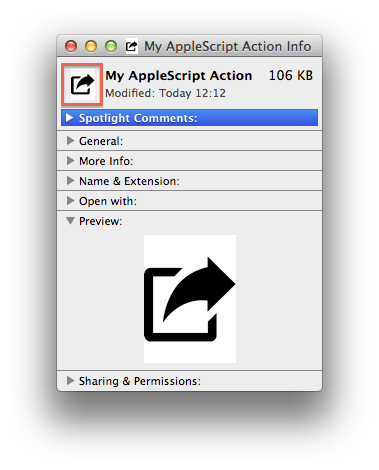 My AppleScript Action Info
My AppleScript Action 106 KB
Modified: Today 12:12
Spotlight Comments:
General:
More Info:
Name & Extension:
Open with:
Preview:
Sharing & Permissions: